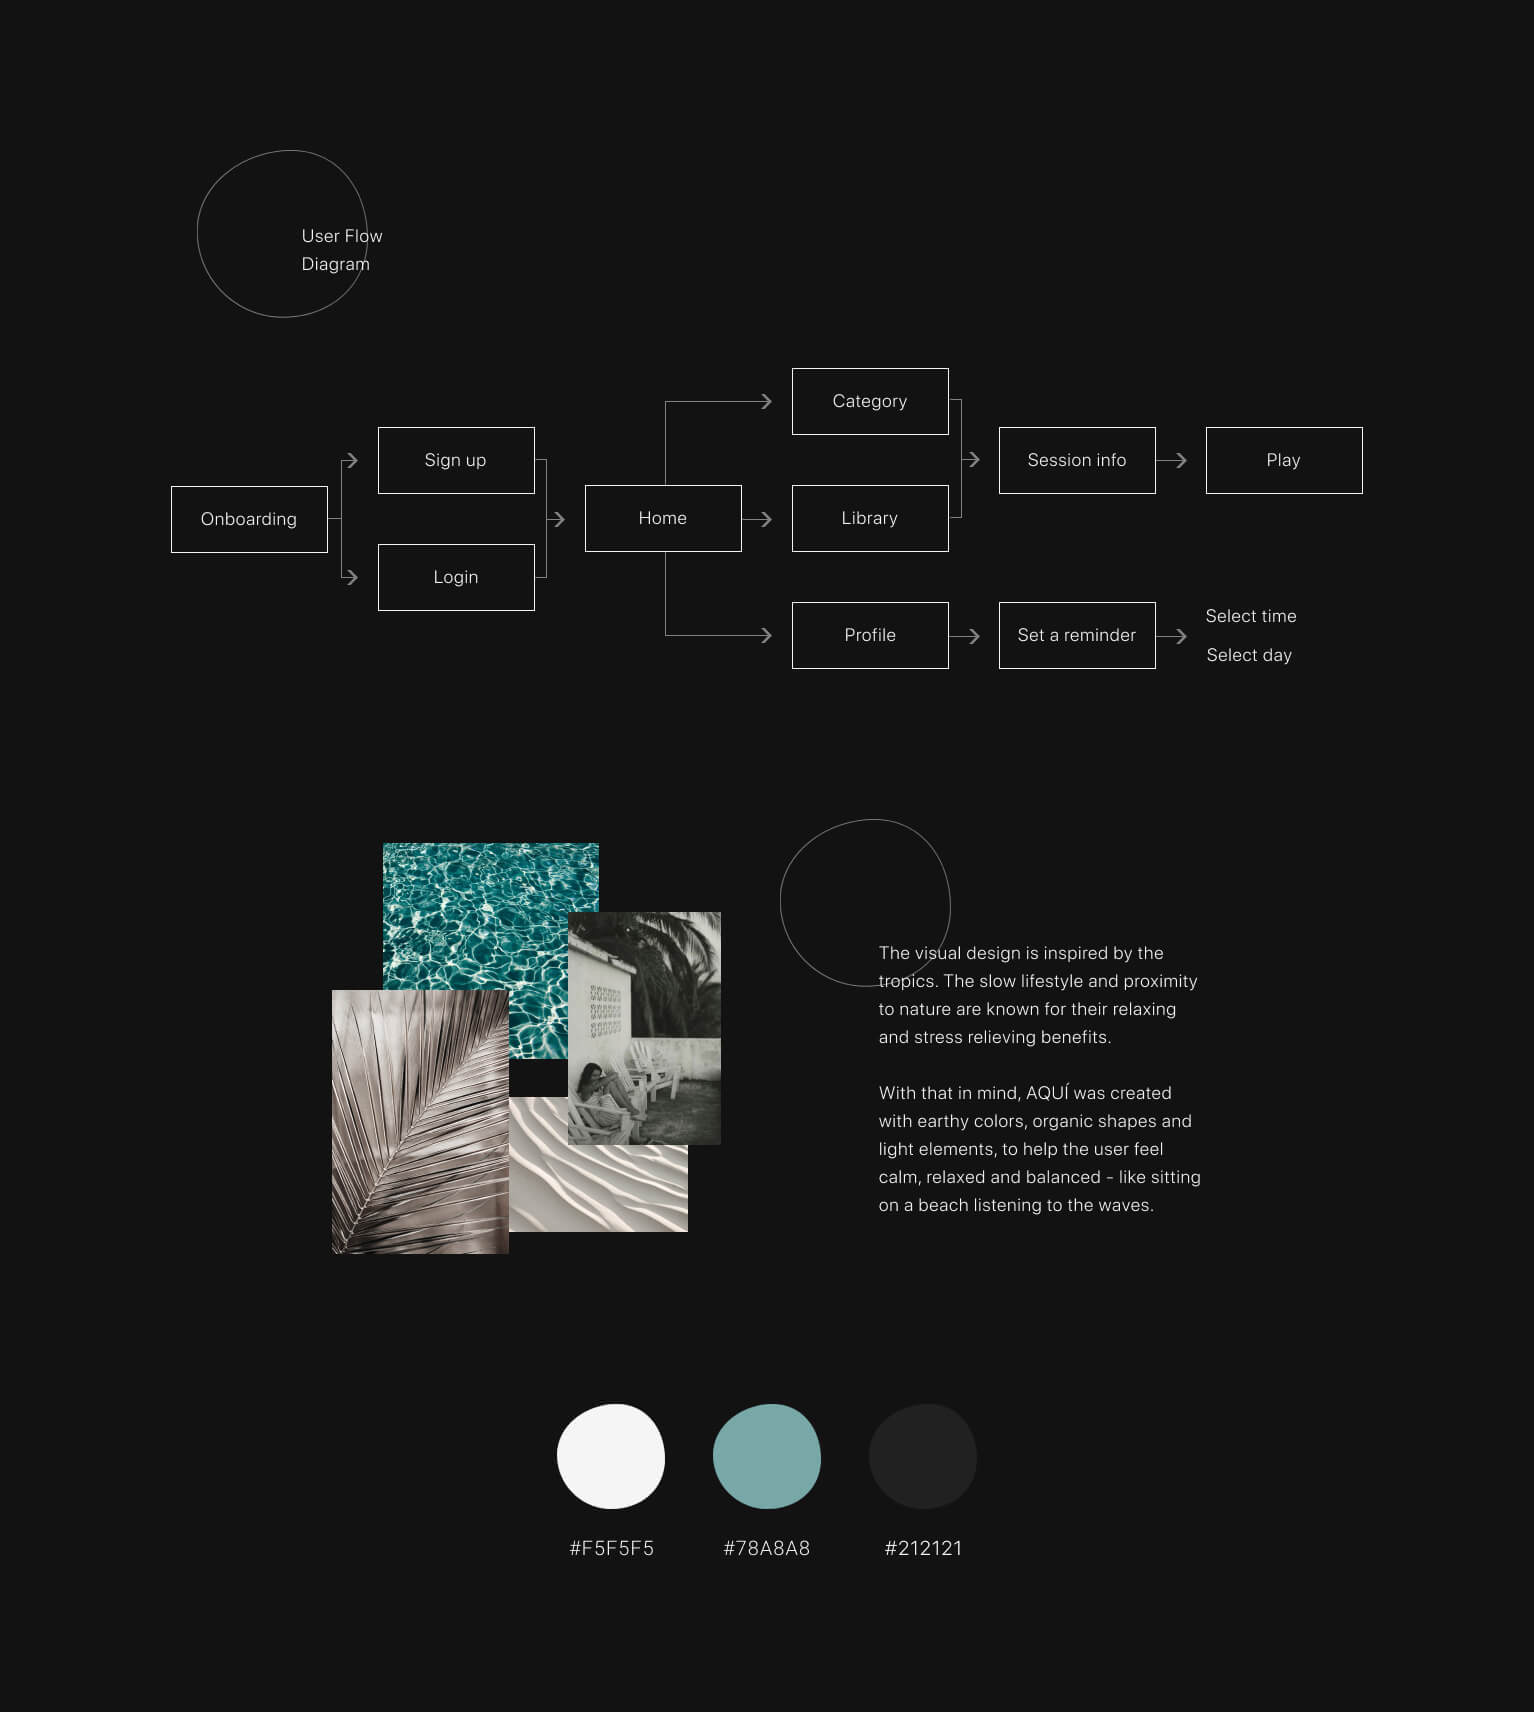 User Flow
Diagram
Onboarding
Sign up
Login
Home
Category
Library
Profile
Session info
Play
Set a reminder
Select time
Select day
The visual design is inspired by the
tropics. The slow lifestyle and proximity
to nature are known for their relaxing
and stress relieving benefits.
With that in mind, AQUÍ was created
with earthy colors, organic shapes and
light elements, to help the user feel
calm, relaxed and balanced - like sitting
on a beach listening to the waves.
#F5F5F5
#78A8A8
#212121